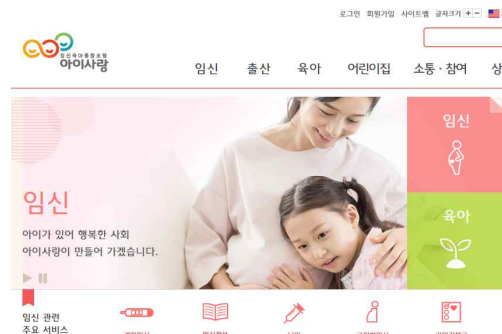 로그인 회원가입 사이트맵 글자크기 + -
임신육아종합포털
아이사랑
임신 출산 육아 어린이집 소통·참여 상
임신
육아
임신
아이가 있어 행복한 사회
아이사랑이 만들어 가겠습니다.
임신 관련
주요 서비스